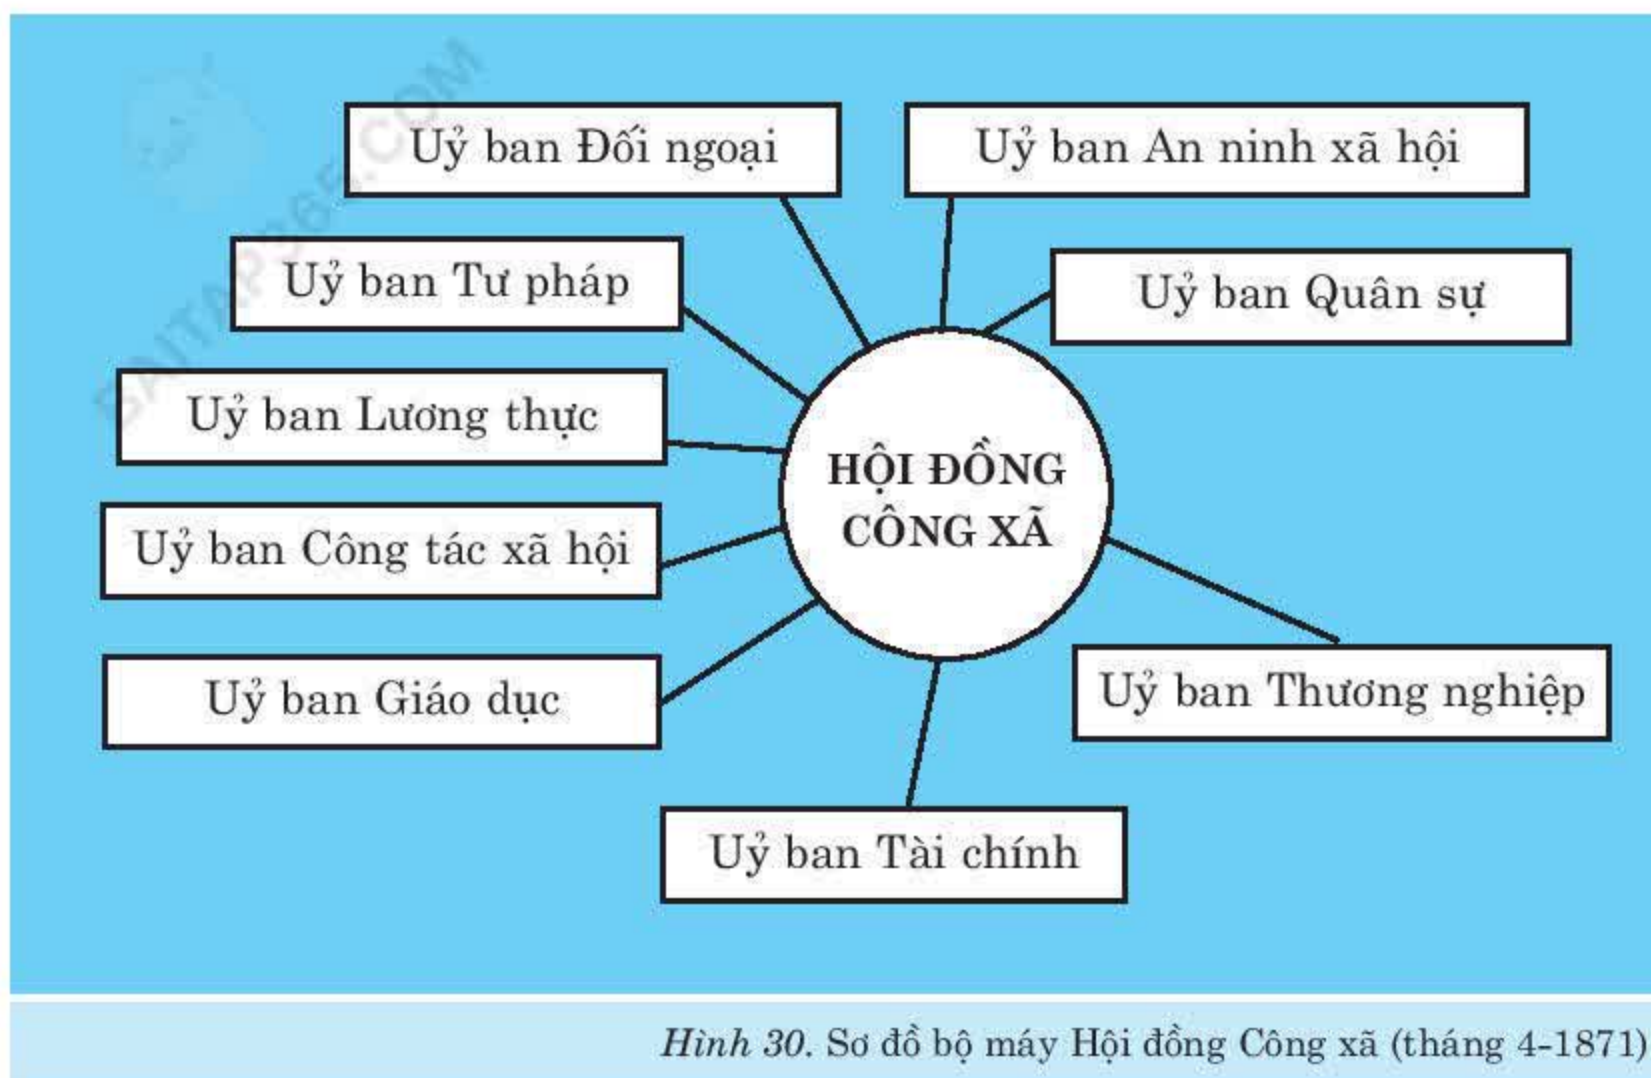 Uỷ ban Đối ngoại
Uỷ ban An ninh xã hội
Uỷ ban Tư pháp
Uỷ ban Quân sự
Uỷ ban Lương thực
HỘI ĐỒNG
CÔNG XÃ
Uỷ ban Công tác xã hội
Uỷ ban Giáo dục
Uỷ ban Thương nghiệp
Uỷ ban Tài chính
Hình 30. Sơ đồ bộ máy Hội đồng Công xã (tháng 4-1871)
BAITAP365.COM